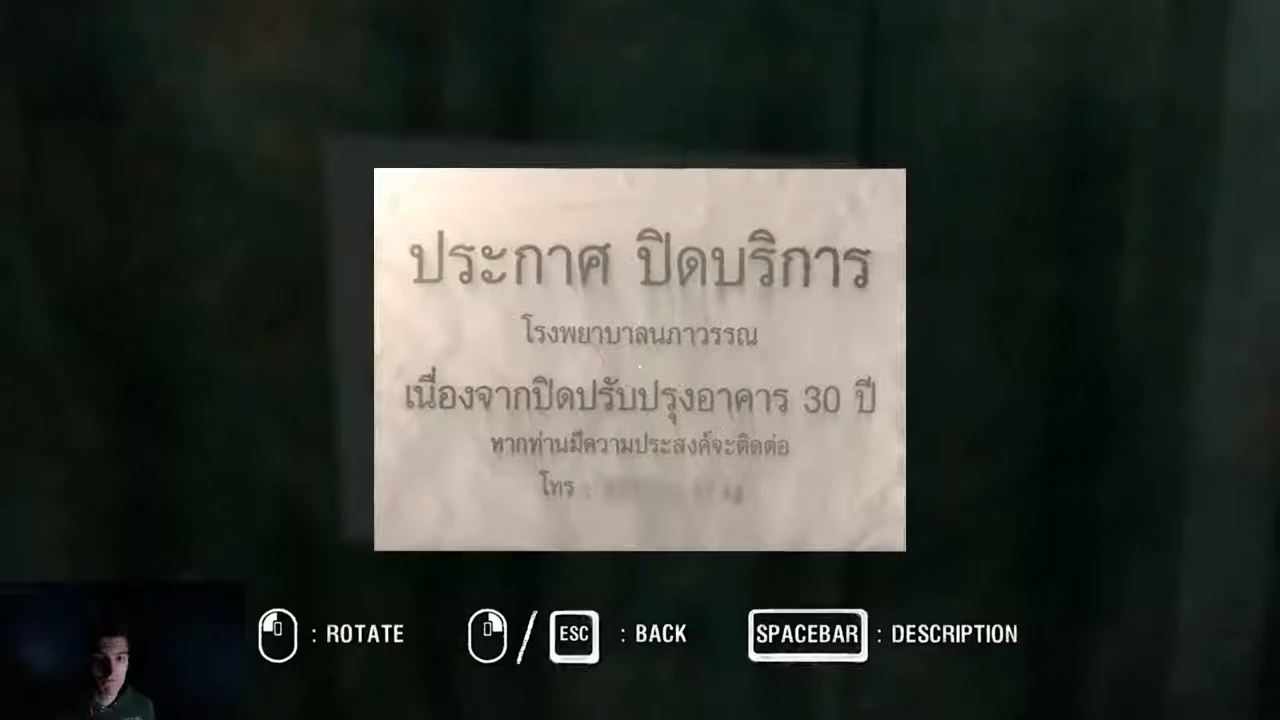 ประกาศ ปิดบริการ
โรงพยาบาลนภาวรรณ
เนื่องจากปิดปรับปรุงอาคาร 30 ปี
หากท่านมีความประสงค์จะติดต่อ
โทร :
: ROTATE
/ ESC : BACK
SPACEBAR : DESCRIPTION